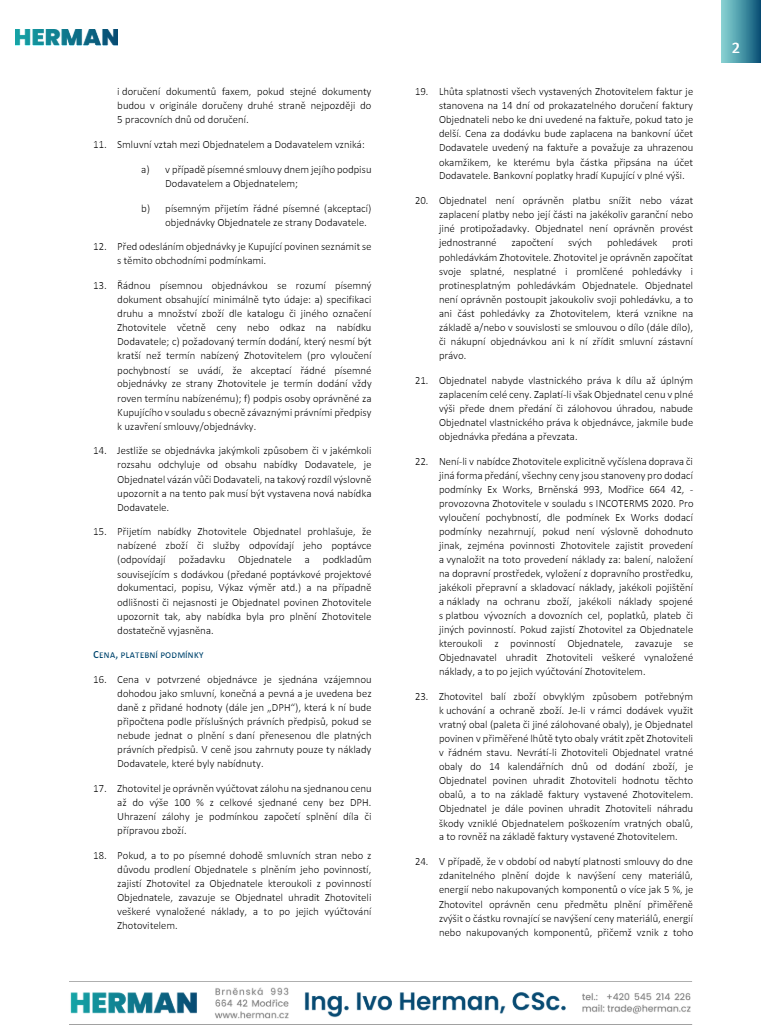 HERMAN
2
i doručení dokumentů faxem, pokud stejné dokumenty
budou v originále doručeny druhé straně nejpozději do
5 pracovních dnů od doručení.
11. Smluvní vztah mezi Objednatelem a Dodavatelem vzniká:
a) v případě písemné smlouvy dnem jejího podpisu
Dodavatelem a Objednatelem;
b) písemným přijetím řádné písemné (akceptací)
objednávky Objednatele ze strany Dodavatele.
12. Před odesláním objednávky je Kupující povinen seznámit se
s těmito obchodními podmínkami.
13. Řádnou písemnou objednávkou se rozumí písemný
dokument obsahující minimálně tyto údaje: a) specifikaci
druhu a množství zboží dle katalogu či jiného označení
Zhotovitele včetně ceny nebo odkaz na nabídku
Dodavatele; c) požadovaný termín dodání, který nesmí být
kratší než termín nabízený Zhotovitelem (pro vyloučení
pochybností se uvádí, že akceptací řádné písemné
objednávky ze strany Zhotovitele je termín dodání vždy
roven termínu nabízenému); f) podpis osoby oprávněné za
Kupujícího v souladu s obecně závaznými právními předpisy
k uzavření smlouvy/objednávky.
14. Jestliže se objednávka jakýmkoli způsobem či v jakémkoli
rozsahu odchyluje od obsahu nabídky Dodavatele, je
Objednatel vázán vůči Dodavateli, na takový rozdíl výslovně
upozornit a na tento pak musí být vystavena nová nabídka
Dodavatele.
15. Přijetím nabídky Zhotovitele Objednatel prohlašuje, že
nabízené zboží či služby odpovídají jeho poptávce
(odpovídají požadavku Objednatele a podkladům
souvisejícím s dodávkou (předané poptávkové projektové
dokumentaci, popisu, Výkaz výměr atd.) a na případně
odlišnosti či nejasnosti je Objednatel povinen Zhotovitele
upozornit tak, aby nabídka byla pro plnění Zhotovitele
dostatečně vyjasněna.
CENA, PLATEBNÍ PODMÍNKY
16. Cena v potvrzené objednávce je sjednána vzájemnou
dohodou jako smluvní, konečná a pevná a je uvedena bez
daně z přidané hodnoty (dále jen „DPH“), která k ní bude
připočtena podle příslušných právních předpisů, pokud se
nebude jednat o plnění s daní přenesenou dle platných
právních předpisů. V ceně jsou zahrnuty pouze ty náklady
Dodavatele, které byly nabídnuty.
17. Zhotovitel je oprávněn vyúčtovat zálohu na sjednanou cenu
až do výše 100 % z celkové sjednané ceny bez DPH.
Uhrazení zálohy je podmínkou započetí splnění díla či
přípravou zboží.
18. Pokud, a to po písemné dohodě smluvních stran nebo z
důvodu prodlení Objednatele s plněním jeho povinností,
zajistí Zhotovitel za Objednatele kteroukoli z povinností
Objednatele, zavazuje se Objednatel uhradit Zhotoviteli
veškeré vynaložené náklady, a to po jejich vyúčtování
Zhotovitelem.
19. Lhůta splatnosti všech vystavených Zhotovitelem faktur je
stanovena na 14 dní od prokazatelného doručení faktury
Objednateli nebo ke dni uvedené na faktuře, pokud tato je
delší. Cena za dodávku bude zaplacena na bankovní účet
Dodavatele uvedený na faktuře a považuje za uhrazenou
okamžikem, ke kterému byla částka připsána na účet
Dodavatele. Bankovní poplatky hradí Kupující v plné výši.
20. Objednatel není oprávněn platbu snížit nebo vázat
zaplacení platby nebo její části na jakékoliv garanční nebo
jiné protipožadavky. Objednatel není oprávněn provést
jednostranné započtení svých pohledávek proti
pohledávkám Zhotovitele. Zhotovitel je oprávněn započítat
svoje splatné, nesplatné i promlčené pohledávky i
protinesplatným pohledávkám Objednatele. Objednatel
není oprávněn postoupit jakoukoliv svoji pohledávku, a to
ani část pohledávky za Zhotovitelem, která vznikne na
základě a/nebo v souvislosti se smlouvou o dílo (dále dílo),
či nákupní objednávkou ani k ní zřídit smluvní zástavní
právo.
21. Objednatel nabyde vlastnického práva k dílu až úplným
zaplacením celé ceny. Zaplatí-li však Objednatel cenu v plné
výši přede dnem předání či zálohovou úhradou, nabude
Objednatel vlastnického práva k objednávce, jakmile bude
objednávka předána a převzata.
22. Není-li v nabídce Zhotovitele explicitně vyčíslena doprava či
jiná forma předání, všechny ceny jsou stanoveny pro dodací
podmínky Ex Works, Brněnská 993, Modřice 664 42, -
provozovna Zhotovitele v souladu s INCOTERMS 2020. Pro
vyloučení pochybností, dle podmínek Ex Works dodací
podmínky nezahrnují, pokud není výslovně dohodnuto
jinak, zejména povinnosti Zhotovitele zajistit provedení
a vynaložit na toto provedení náklady za: balení, naložení
na dopravní prostředek, vyložení z dopravního prostředku,
jakékoli přepravní a skladovací náklady, jakékoli pojištění
a náklady na ochranu zboží, jakékoli náklady spojené
s platbou vývozních a dovozních cel, poplatků, plateb či
jiných povinností. Pokud zajistí Zhotovitel za Objednatele
kteroukoli z povinností Objednatele, zavazuje se
Objednavatel uhradit Zhotoviteli veškeré vynaložené
náklady, a to po jejich vyúčtování Zhotovitelem.
23. Zhotovitel balí zboží obvyklým způsobem potřebným
k uchování a ochraně zboží. Je-li v rámci dodávek využit
vratný obal (paleta či jiné zálohované obaly), je Objednatel
povinen v přiměřené lhůtě tyto obaly vrátit zpět Zhotoviteli
v řádném stavu. Nevrátí-li Zhotoviteli Objednatel vratné
obaly do 14 kalendářních dnů od dodání zboží, je
Objednatel povinen uhradit Zhotoviteli hodnotu těchto
obalů, a to na základě faktury vystavené Zhotovitelem.
Objednatel je dále povinen uhradit Zhotoviteli náhradu
škody vzniklé Objednatelem poškozením vratných obalů,
a to rovněž na základě faktury vystavené Zhotovitelem.
24. V případě, že v období od nabytí platnosti smlouvy do dne
zdanitelného plnění dojde k navýšení ceny materiálů,
energií nebo nakupovaných komponentů o více jak 5 %, je
Zhotovitel oprávněn cenu předmětu plnění přiměřeně
zvýšit o částku rovnající se navýšení ceny materiálů, energií
nebo nakupovaných komponentů, přičemž vznik z toho
HERMAN
Brněnská 993
664 42 Modřice
www.herman.cz
Ing. Ivo Herman, CSc.
tel.: +420 545 214 226
mail: trade@herman.cz